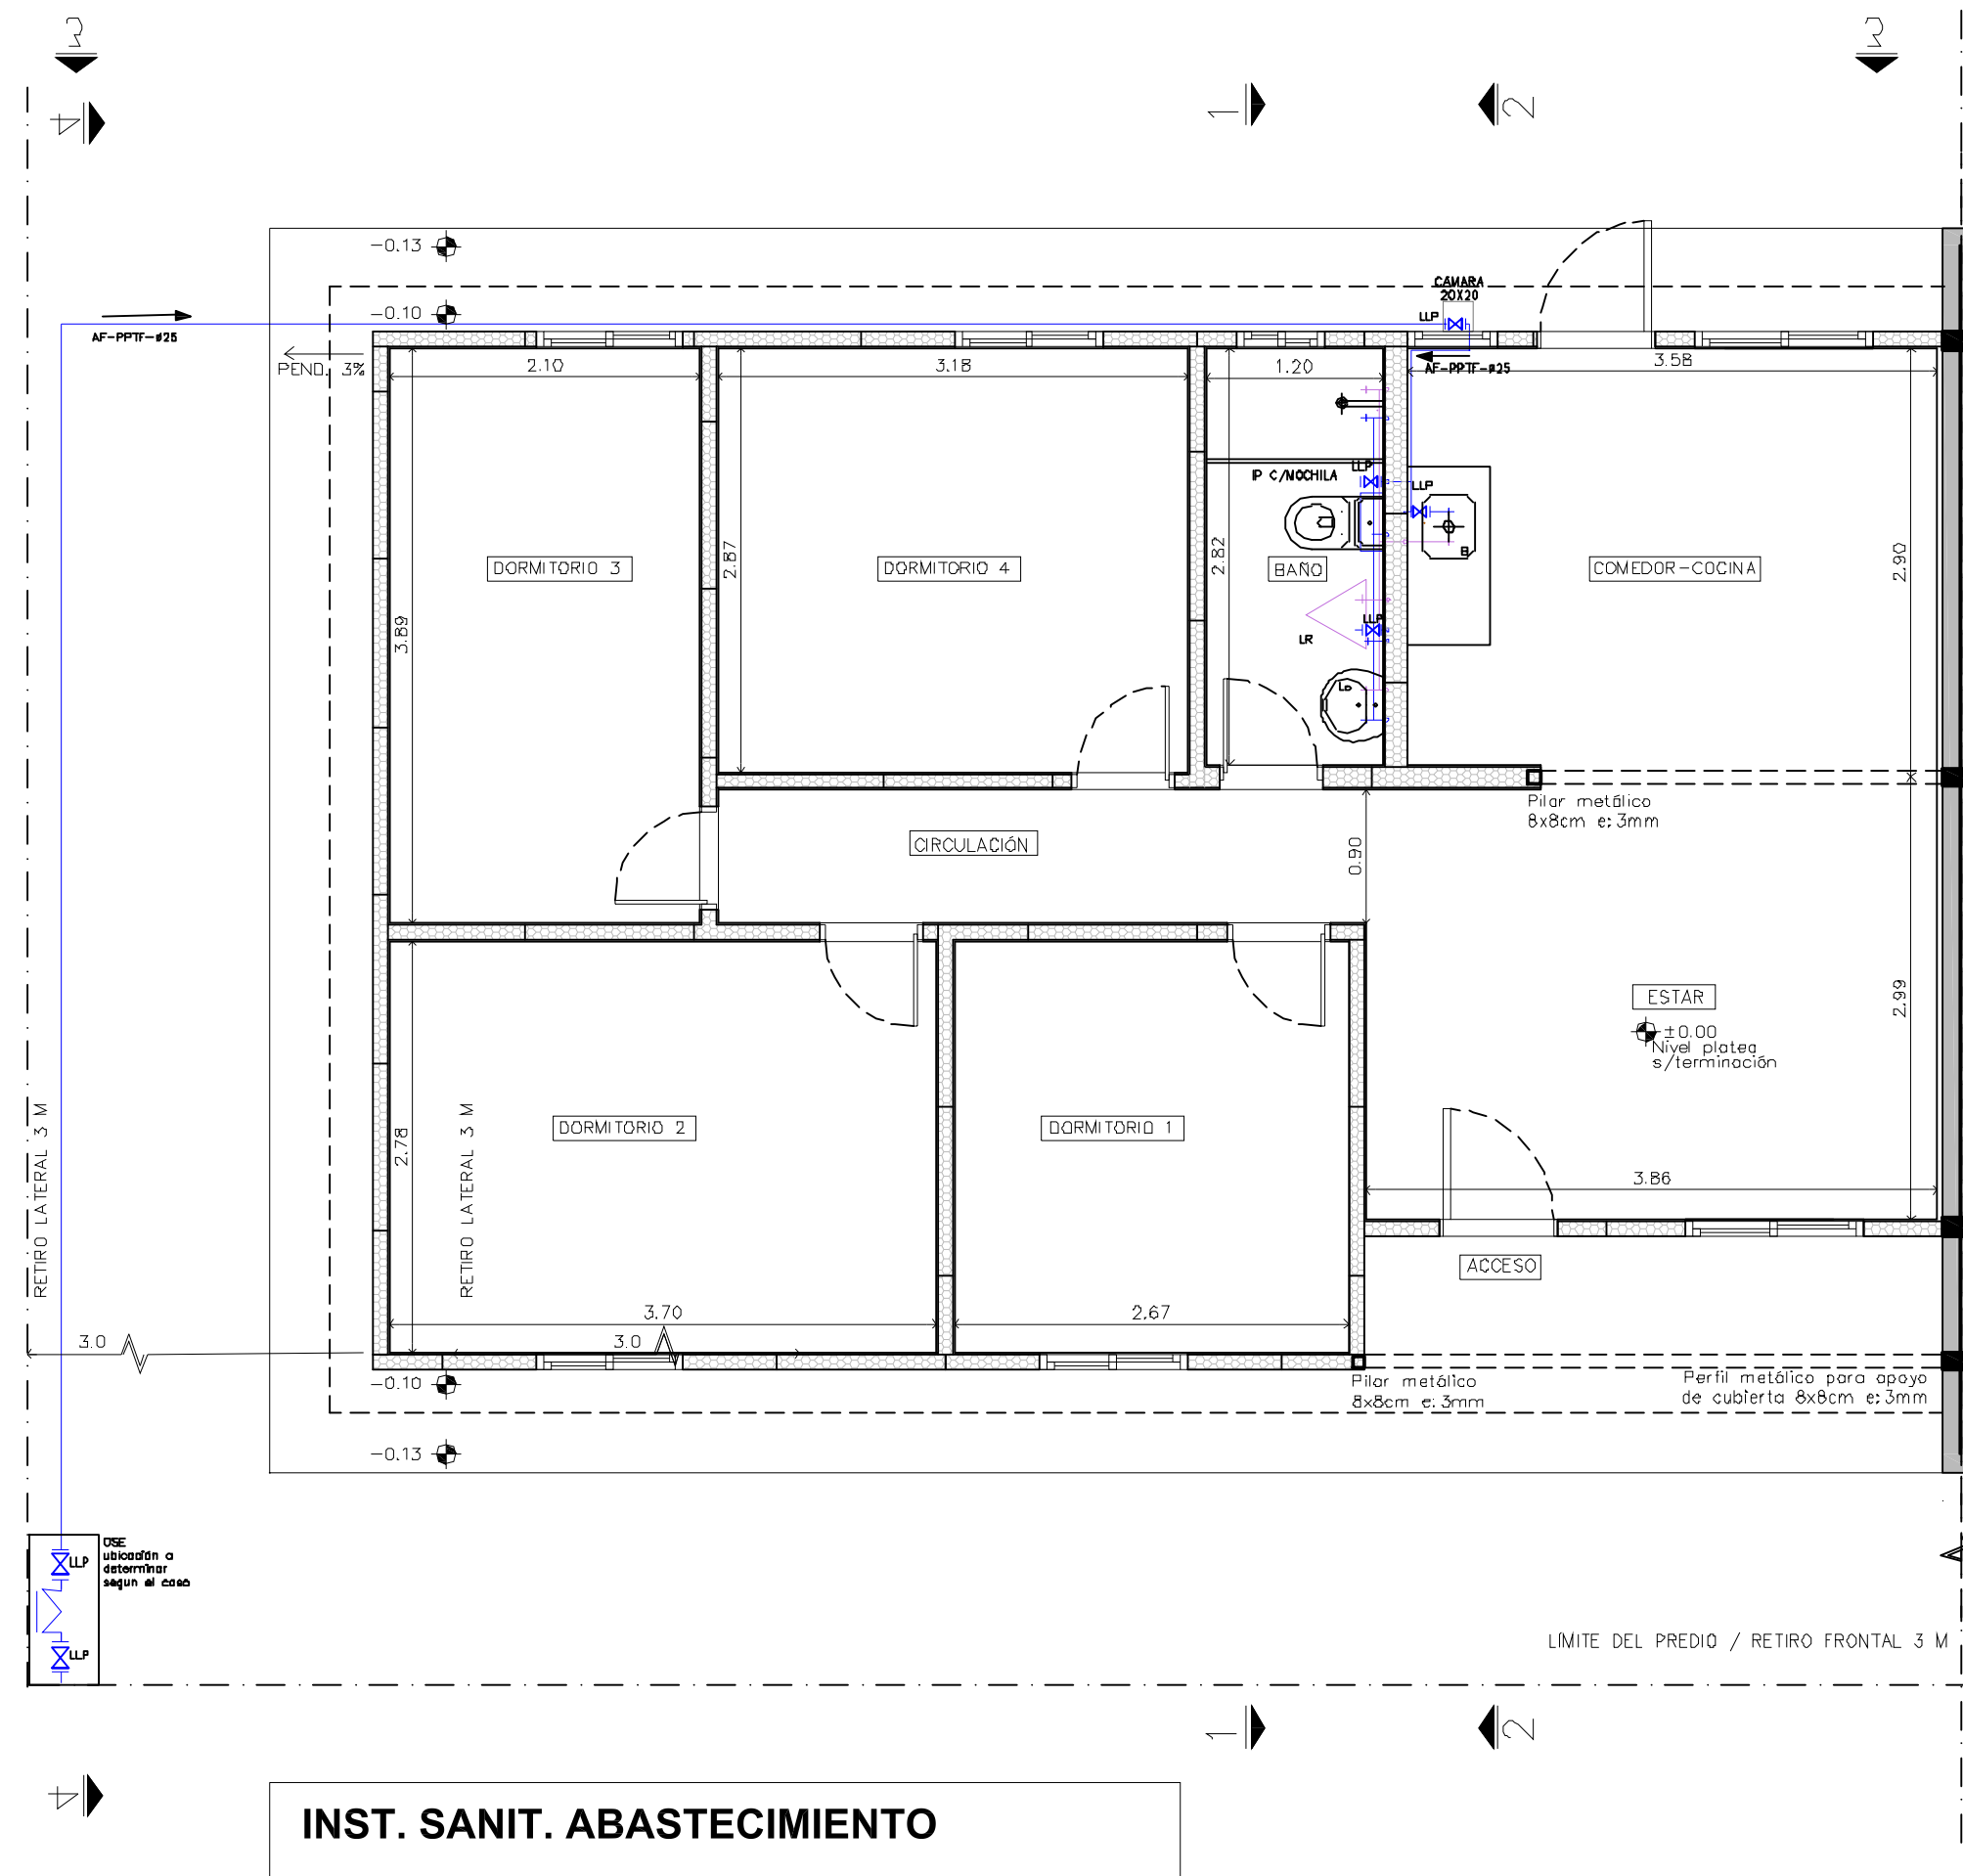 3
3
4
1
2
-0.13
-0.10
CAMARA
20X20
LLP
AF-PPTF-ø25
PEND. 3%
2.10
3.18
1.20
AF-PPTF-ø25
3.58
IP C/MOCHILA
LLP
LLP
B
2.87
2.82
2.90
DORMITORIO 3
DORMITORIO 4
BAÑO
COMEDOR-COCINA
3.89
LLP
LR
Lo
Pilar metálico
8x8cm e:3mm
CIRCULACIÓN
0.90
ESTAR
±0.00
Nivel platea
s/terminación
2.99
RETIRO LATERAL 3 M
2.78
RETIRO LATERAL 3 M
DORMITORIO 2
DORMITORIO 1
3.86
ACCESO
3.70
2.67
3.0
3.0
-0.10
Pilar metálico
8x8cm e:3mm
Perfil metálico para apoyo
de cubierta 8x8cm e:3mm
-0.13
OSE
ubicación a
determinar
segun el caso
LLP
LLP
LÍMITE DEL PREDIO / RETIRO FRONTAL 3 M
1
2
4
INST. SANIT. ABASTECIMIENTO